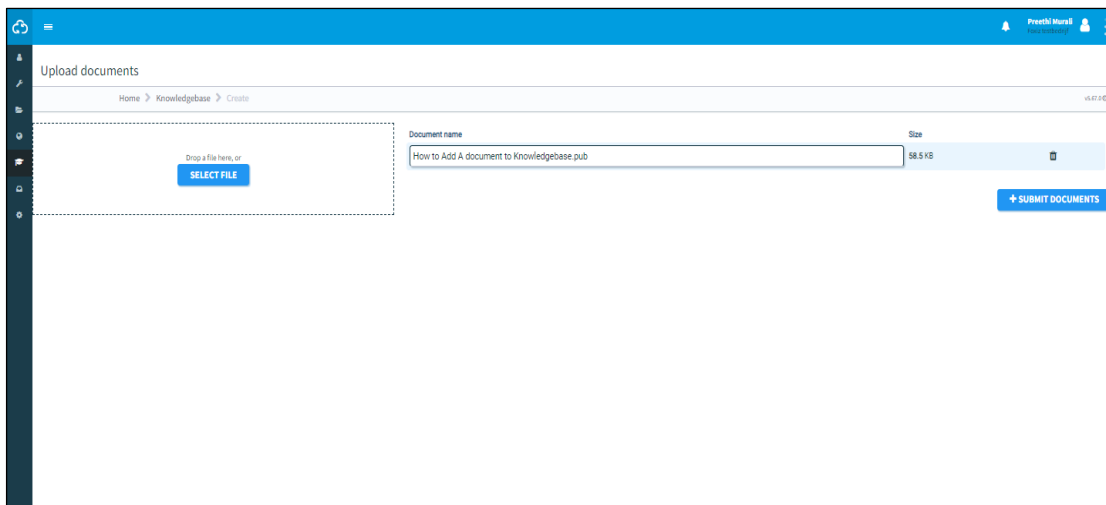 Preethi Murali
Upload documents
Home Knowledgebase Create
Document name Size
Drop a file here, or
How to Add A document to Knowledgebase.pub 58.5 KB
SELECT FILE
+ SUBMIT DOCUMENTS